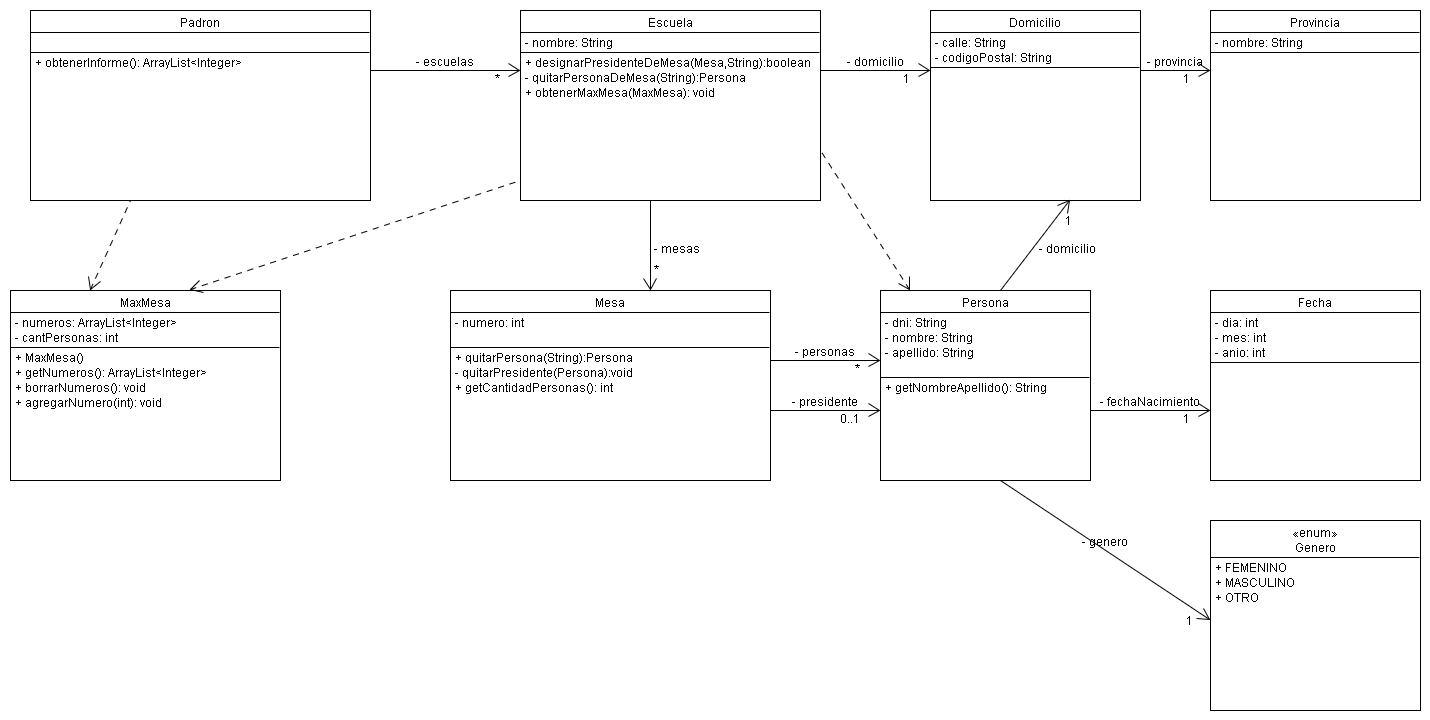 Padron
+ obtenerInforme(): ArrayList<Integer>
- escuelas
*
Escuela
- nombre: String
+ designarPresidenteDeMesa(Mesa,String):boolean
- quitarPersonaDeMesa(String):Persona
+ obtenerMaxMesa(MaxMesa): void
- domicilio
1
Domicilio
- calle: String
- codigoPostal: String
- provincia
1
Provincia
- nombre: String
- mesas
*
1
- domicilio
MaxMesa
- numeros: ArrayList<Integer>
- cantPersonas: int
+ MaxMesa()
+ getNumeros(): ArrayList<Integer>
+ borrarNumeros(): void
+ agregarNumero(int): void
Mesa
- numero: int
+ quitarPersona(String):Persona
- quitarPresidente(Persona):void
+ getCantidadPersonas(): int
- personas
*
- presidente
0..1
Persona
- dni: String
- nombre: String
- apellido: String
+ getNombreApellido(): String
- fechaNacimiento
1
Fecha
- dia: int
- mes: int
- anio: int
- genero
1
«enum»
Genero
+ FEMENINO
+ MASCULINO
+ OTRO